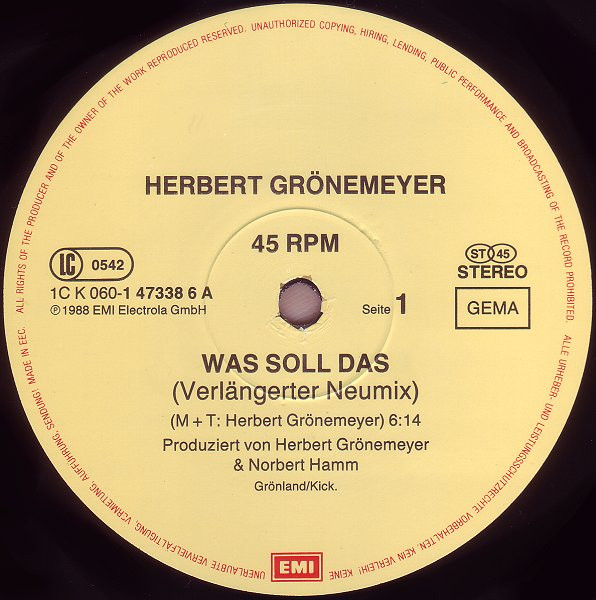 ALL RIGHTS OF THE PRODUCER AND OF THE OWNER OF THE WORK REPRODUCED RESERVED. UNAUTHORIZED COPYING, HIRING, LENDING, PUBLIC PERFORMANCE AND BROADCASTING OF THE RECORD PROHIBITED.
HERBERT GRÖNEMEYER
45 RPM
LC 0542
ST 45
STEREO
1C K 060-1 47338 6 A
Ⓟ1988 EMI Electrola GmbH
Seite 1
GEMA
WAS SOLL DAS
(Verlängerter Neumix)
(M + T: Herbert Grönemeyer) 6:14
Produziert von Herbert Grönemeyer
& Norbert Hamm
Grönland/Kick.
EMI
ALLE URHEBER- UND LEISTUNGSSCHUTZRECHTE VORBEHALTEN. KEIN VERLEIH! KEINE UNERLAUBTE VERVIELFÄLTIGUNG, VERMIETUNG, AUFFÜHRUNG, SENDUNG! MADE IN EEC.